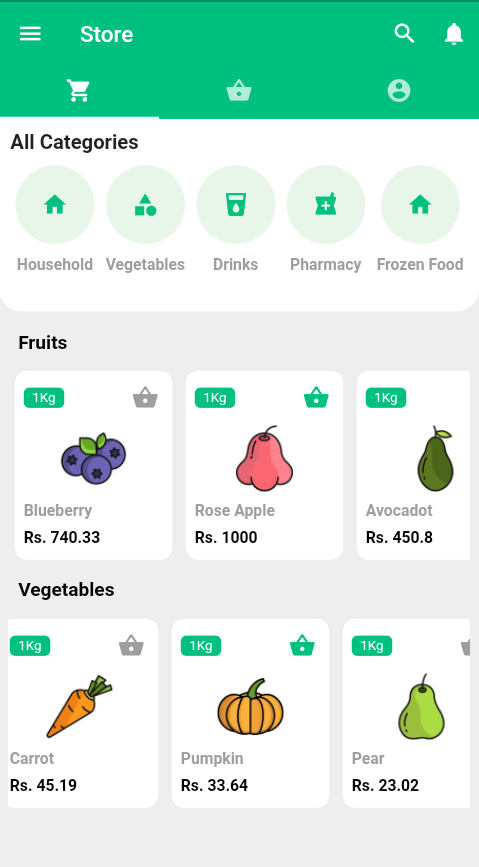 Store
All Categories
Household Vegetables Drinks Pharmacy Frozen Food
Fruits
1Kg 1Kg 1Kg
Blueberry Rose Apple Avocadot
Rs. 740.33 Rs. 1000 Rs. 450.8
Vegetables
1Kg 1Kg 1Kg
Carrot Pumpkin Pear
Rs. 45.19 Rs. 33.64 Rs. 23.02